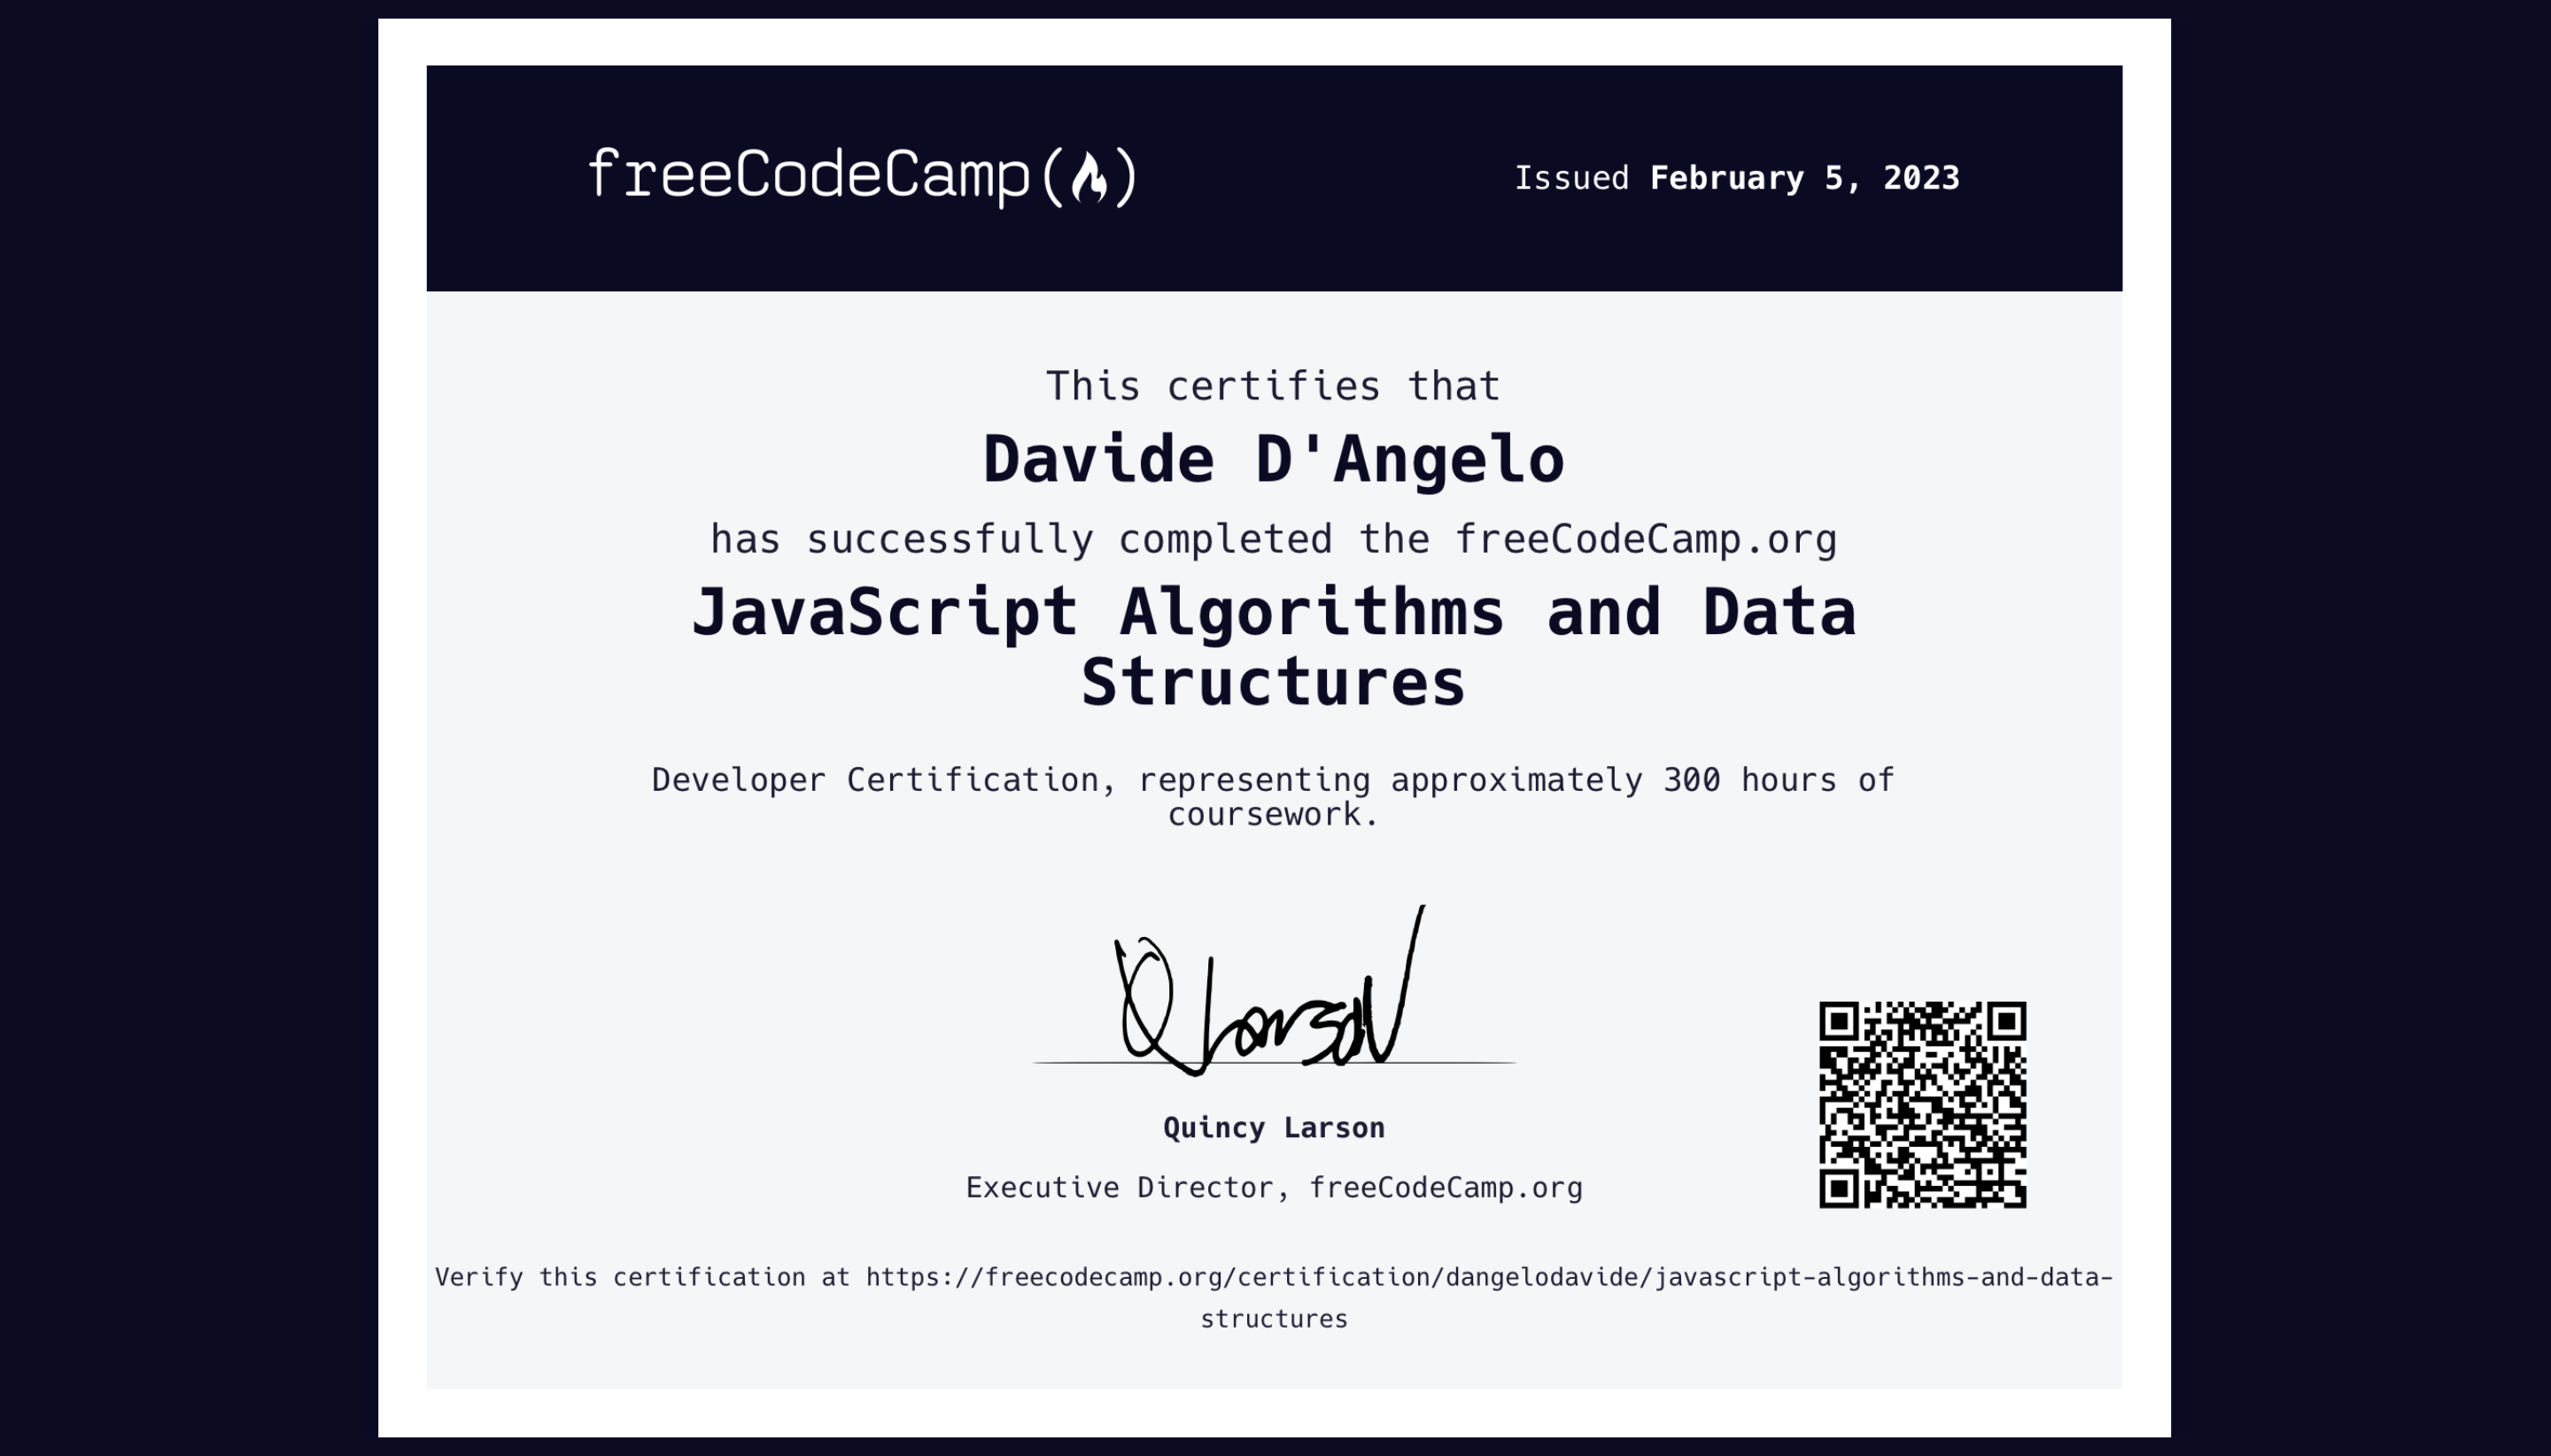 freeCodeCamp(🔥)
Issued February 5, 2023
This certifies that
Davide D'Angelo
has successfully completed the freeCodeCamp.org
JavaScript Algorithms and Data
Structures
Developer Certification, representing approximately 300 hours of
coursework.
QLarson
Quincy Larson
Executive Director, freeCodeCamp.org
Verify this certification at https://freecodecamp.org/certification/dangelodavide/javascript-algorithms-and-data-
structures